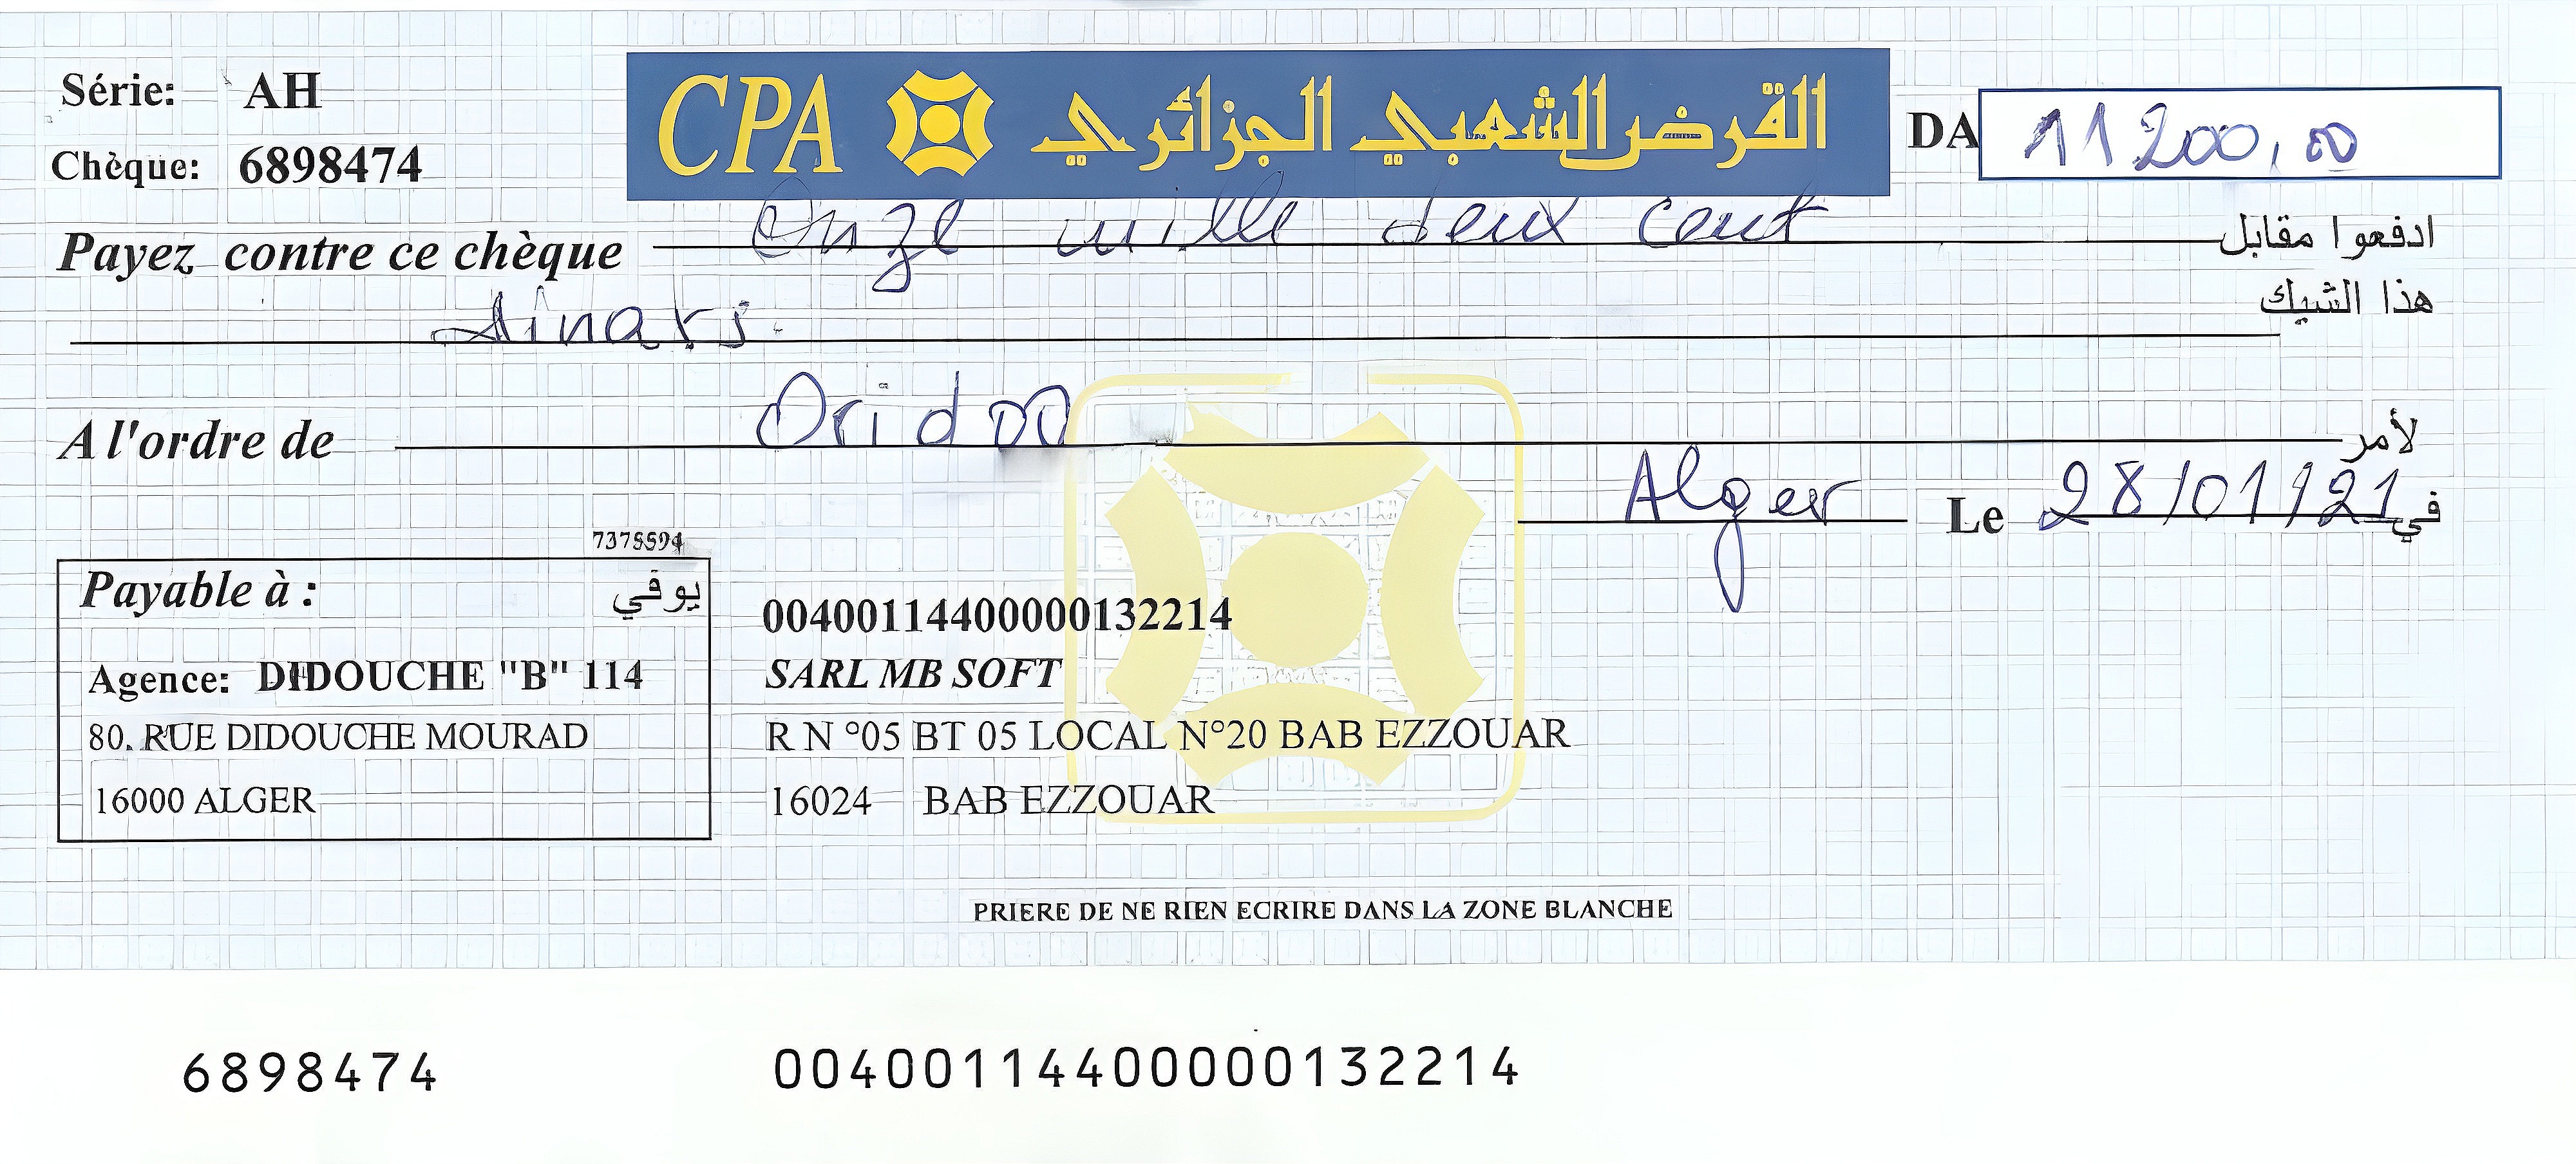 Série: AH
CPA القرض الشعبي الجزائري
DA 11 200,00
Chèque: 6898474
Payez contre ce chèque Onze mille deux cent ادفعوا مقابل
هذا الشيك
dinars.
A l'ordre de لأمر
Alger Le 28/01/21 في
Payable à : يوفي
Agence: DIDOUCHE "B" 114
80, RUE DIDOUCHE MOURAD
16000 ALGER
00400114400000132214
SARL MB SOFT
R N °05 BT 05 LOCAL N°20 BAB EZZOUAR
16024 BAB EZZOUAR
PRIERE DE NE RIEN ECRIRE DANS LA ZONE BLANCHE
6898474 00400114400000132214